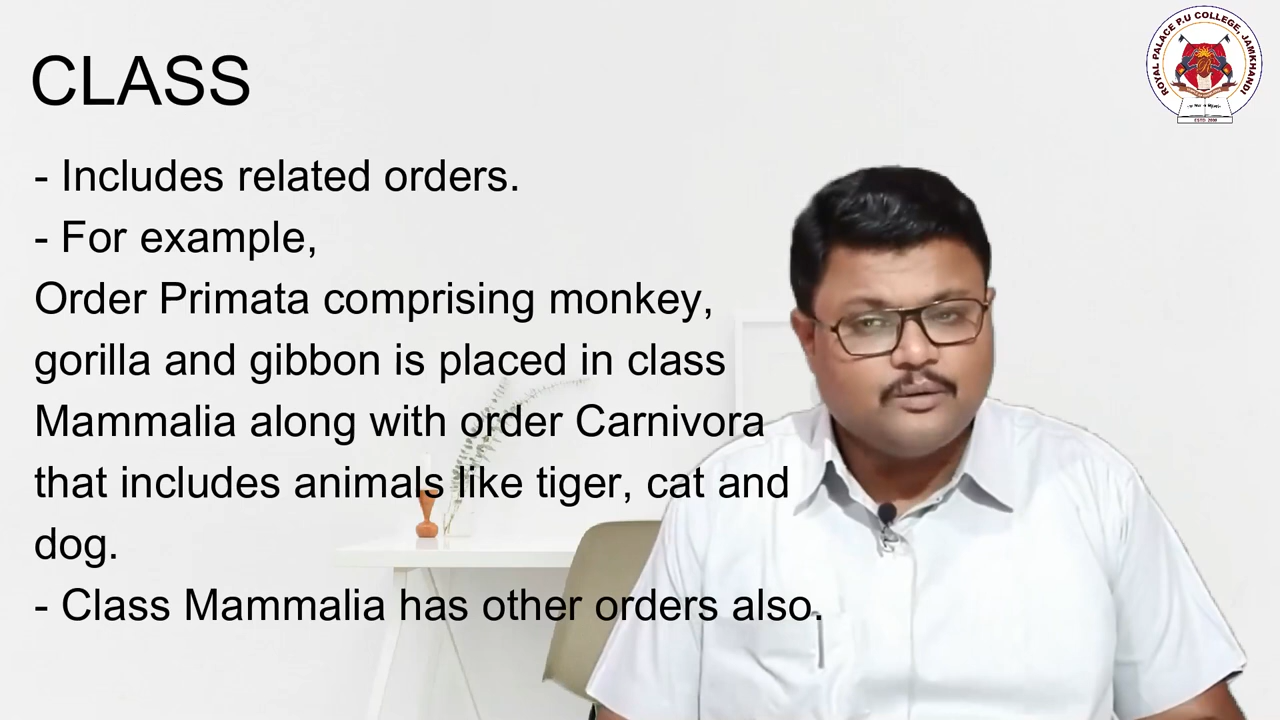 CLASS
ROYAL PALACE P.U COLLEGE, JAMKHANDI
- Includes related orders.
- For example,
Order Primata comprising monkey,
gorilla and gibbon is placed in class
Mammalia along with order Carnivora
that includes animals like tiger, cat and
dog.
- Class Mammalia has other orders also.